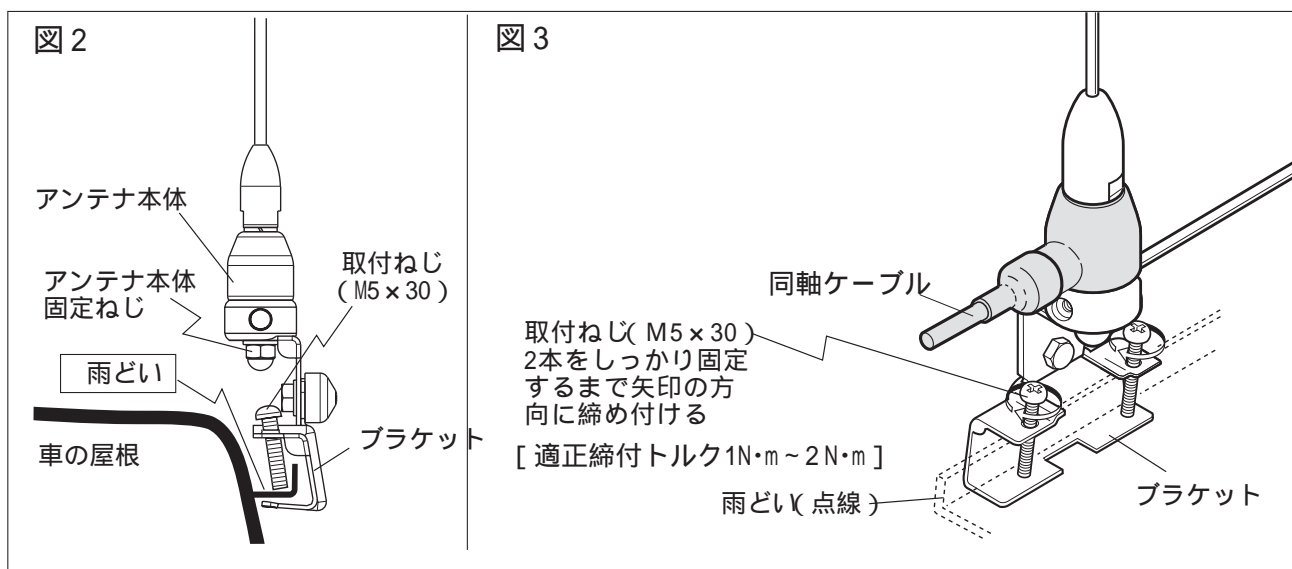 図2
アンテナ本体
アンテナ本体
固定ねじ
取付ねじ
(M5×30)
雨どい
車の屋根
ブラケット
図3
同軸ケーブル
取付ねじ(M5×30)
2本をしっかり固定
するまで矢印の方
向に締め付ける
[適正締付トルク1N・m~2N・m]
雨どい(点線)
ブラケット